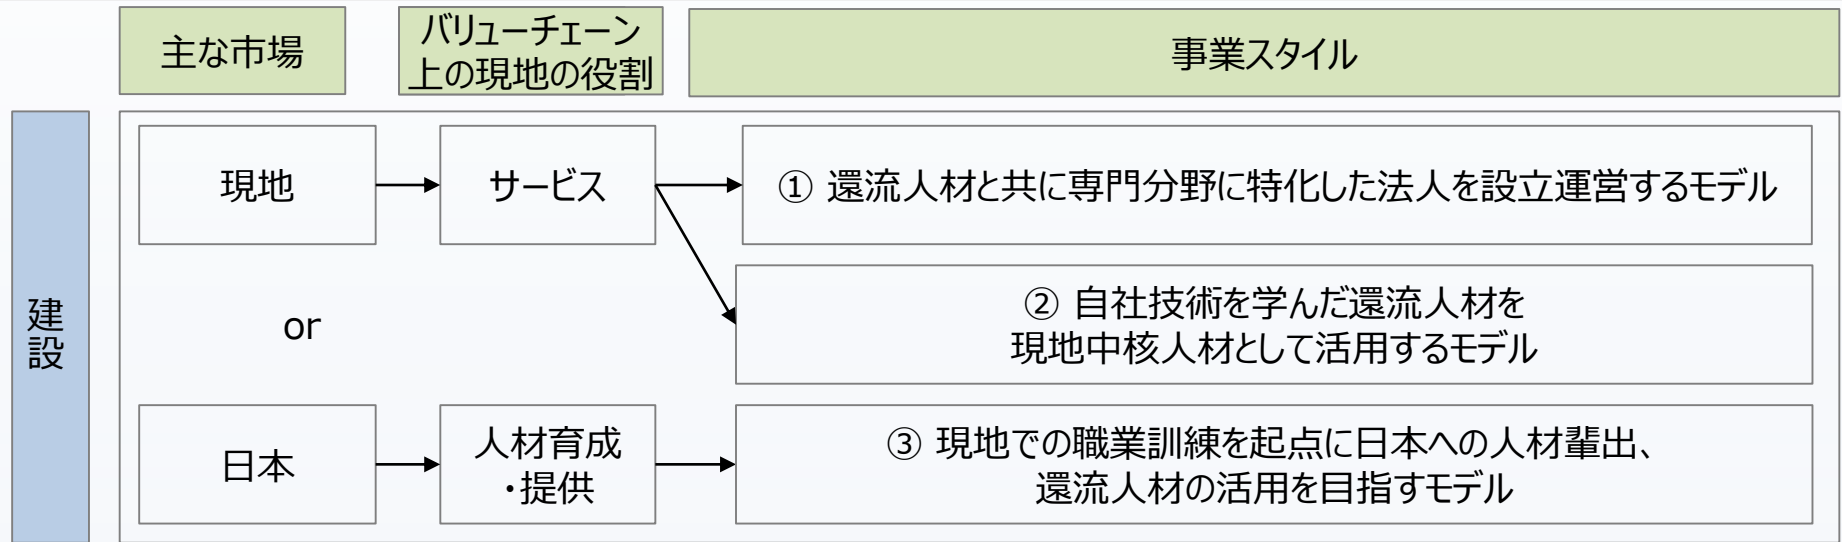 主な市場
バリューチェーン
上の現地の役割
事業スタイル
建設
現地
サービス
① 還流人材と共に専門分野に特化した法人を設立運営するモデル
or
② 自社技術を学んだ還流人材を
現地中核人材として活用するモデル
日本
人材育成
・提供
③ 現地での職業訓練を起点に日本への人材輩出、
還流人材の活用を目指すモデル